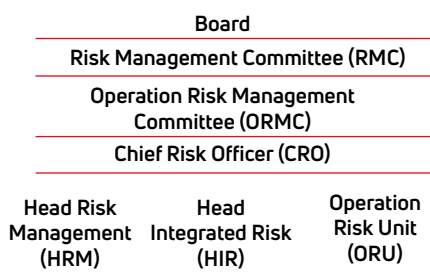 Board
Risk Management Committee (RMC)
Operation Risk Management
Committee (ORMC)
Chief Risk Officer (CRO)
Head Risk
Management
(HRM)
Head
Integrated Risk
(HIR)
Operation
Risk Unit
(ORU)